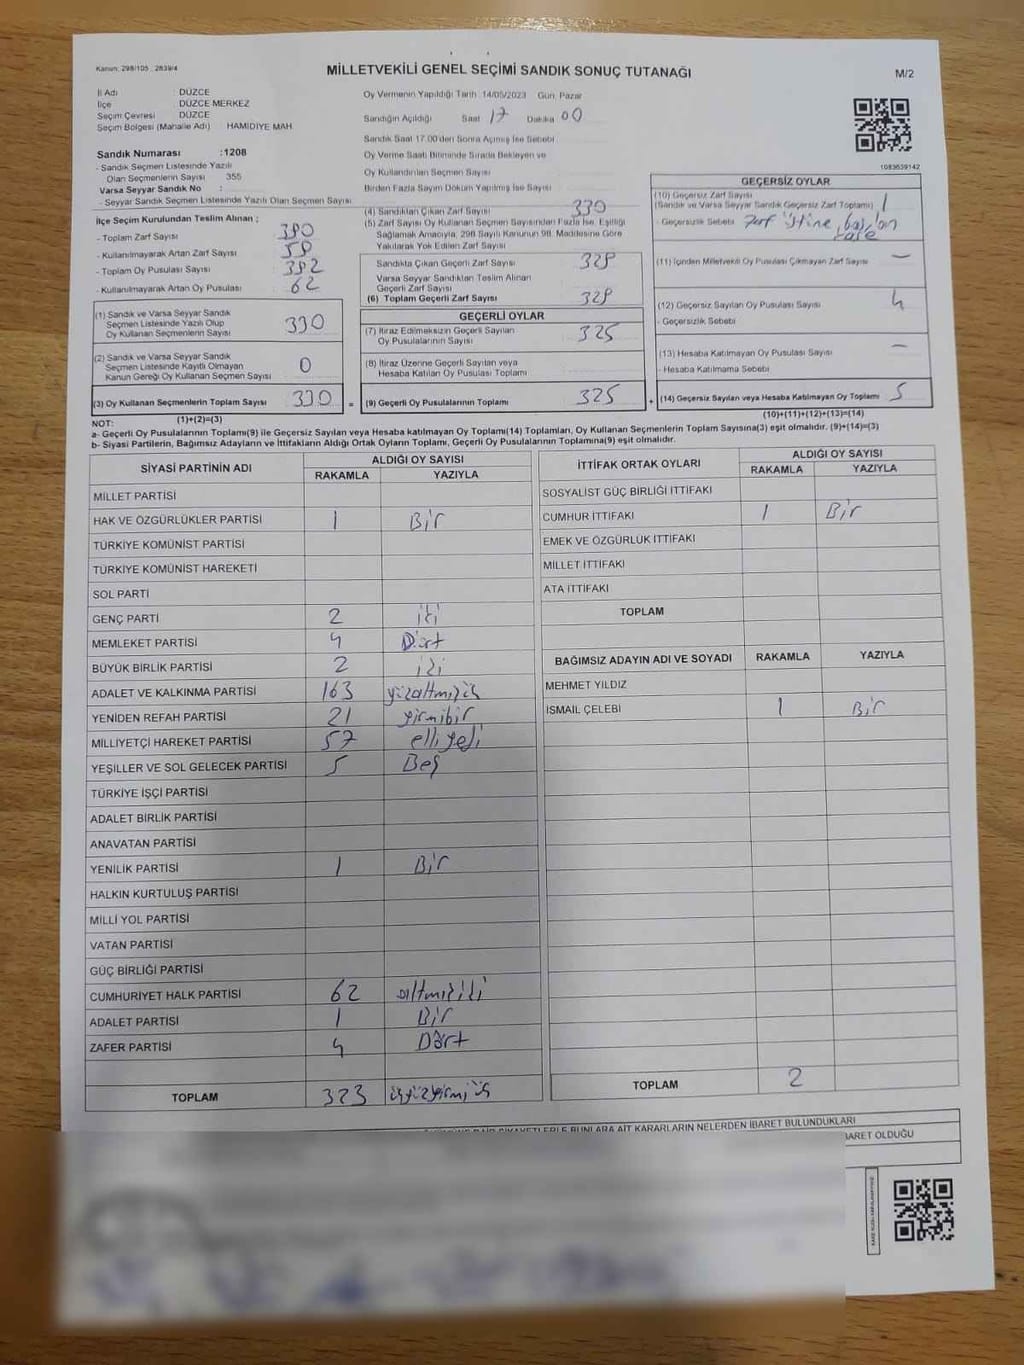 Kanun: 298/105 , 2839/4
MİLLETVEKİLİ GENEL SEÇİMİ SANDIK SONUÇ TUTANAĞI
M/2
İl Adı : DÜZCE
İlçe : DÜZCE MERKEZ
Seçim Çevresi : DÜZCE
Seçim Bölgesi (Mahalle Adı) : HAMİDİYE MAH.
Sandık Numarası :1208
- Sandık Seçmen Listesinde Yazılı
Olan Seçmenlerin Sayısı 355
Varsa Seyyar Sandık No :
- Seyyar Sandık Seçmen Listesinde Yazılı Olan Seçmen Sayısı
Oy Vermenin Yapıldığı Tarih :14/05/2023 Gün: Pazar
Sandığın Açıldığı Saat 17 Dakika 00
Sandık Saat 17.00'den Sonra Açılmış İse Sebebi
Oy Verme Saati Bitiminde Sırada Bekleyen ve
Oy Kullandırılan Seçmen Sayısı
Birden Fazla Sayım Döküm Yapılmış İse Sayısı
1083639142
İlçe Seçim Kurulundan Teslim Alınan ;
- Toplam Zarf Sayısı 380
- Kullanılmayarak Artan Zarf Sayısı
- Toplam Oy Pusulası Sayısı 392
- Kullanılmayarak Artan Oy Pusulası 62
(1) Sandık ve Varsa Seyyar Sandık
Seçmen Listesinde Yazılı Olup
Oy Kullanan Seçmenlerin Sayısı 330
(2) Sandık ve Varsa Seyyar Sandık
Seçmen Listesinde Kayıtlı Olmayan
Kanun Gereği Oy Kullanan Seçmen Sayısı 0
(3) Oy Kullanan Seçmenlerin Toplam Sayısı 330 =
(1)+(2)=(3)
(4) Sandıktan Çıkan Zarf Sayısı 330
(5) Zarf Sayısı Oy Kullanan Seçmen Sayısından Fazla İse, Eşitliği
Sağlamak Amacıyla, 298 Sayılı Kanunun 98. Maddesine Göre
Yakılarak Yok Edilen Zarf Sayısı
Sandıkta Çıkan Geçerli Zarf Sayısı 329
Varsa Seyyar Sandıktan Teslim Alınan
Geçerli Zarf Sayısı
(6) Toplam Geçerli Zarf Sayısı 329
GEÇERLİ OYLAR
(7) İtiraz Edilmeksizin Geçerli Sayılan
Oy Pusulalarının Sayısı 325
(8) İtiraz Üzerine Geçerli Sayılan veya
Hesaba Katılan Oy Pusulası Toplamı
(9) Geçerli Oy Pusulalarının Toplamı 325 +
GEÇERSİZ OYLAR
(10) Geçersiz Zarf Sayısı
(Sandık ve Varsa Seyyar Sandık Geçersiz Zarf Toplamı) 1
- Geçersizlik Sebebi Zarf üstüne
(11) İçinden Milletvekili Oy Pusulası Çıkmayan Zarf Sayısı —
(12) Geçersiz Sayılan Oy Pusulası Sayısı 4
- Geçersizlik Sebebi
(13) Hesaba Katılmayan Oy Pusulası Sayısı —
- Hesaba Katılmama Sebebi
(14) Geçersiz Sayılan veya Hesaba Katılmayan Oy Toplamı 5
(10)+(11)+(12)+(13)=(14)
NOT:
a- Geçerli Oy Pusulalarının Toplamı(9) ile Geçersiz Sayılan veya Hesaba katılmayan Oy Toplamı(14) Toplamları, Oy Kullanan Seçmenlerin Toplam Sayısına(3) eşit olmalıdır. (9)+(14)=(3)
b- Siyasi Partilerin, Bağımsız Adayların ve İttifakların Aldığı Ortak Oyların Toplamı, Geçerli Oy Pusulalarının Toplamına(9) eşit olmalıdır.
SİYASİ PARTİNİN ADI
ALDIĞI OY SAYISI
RAKAMLA YAZIYLA
MİLLET PARTİSİ
HAK VE ÖZGÜRLÜKLER PARTİSİ 1 Bir
TÜRKİYE KOMÜNİST PARTİSİ
TÜRKİYE KOMÜNİST HAREKETİ
SOL PARTİ
GENÇ PARTİ 2 iki
MEMLEKET PARTİSİ 4 Dört
BÜYÜK BİRLİK PARTİSİ 2 iki
ADALET VE KALKINMA PARTİSİ 163 yüzaltmışüç
YENİDEN REFAH PARTİSİ 21 yirmibir
MİLLİYETÇİ HAREKET PARTİSİ 57 elliyedi
YEŞİLLER VE SOL GELECEK PARTİSİ 5 Beş
TÜRKİYE İŞÇİ PARTİSİ
ADALET BİRLİK PARTİSİ
ANAVATAN PARTİSİ
YENİLİK PARTİSİ 1 Bir
HALKIN KURTULUŞ PARTİSİ
MİLLİ YOL PARTİSİ
VATAN PARTİSİ
GÜÇ BİRLİĞİ PARTİSİ
CUMHURİYET HALK PARTİSİ 62 altmışiki
ADALET PARTİSİ 1 Bir
ZAFER PARTİSİ 4 Dört
TOPLAM 323 üçyüzyirmiüç
İTTİFAK ORTAK OYLARI
ALDIĞI OY SAYISI
RAKAMLA YAZIYLA
SOSYALİST GÜÇ BİRLİĞİ İTTİFAKI
CUMHUR İTTİFAKI 1 Bir
EMEK VE ÖZGÜRLÜK İTTİFAKI
MİLLET İTTİFAKI
ATA İTTİFAKI
TOPLAM
BAĞIMSIZ ADAYIN ADI VE SOYADI RAKAMLA YAZIYLA
MEHMET YILDIZ
İSMAİL ÇELEBİ 1 Bir
TOPLAM 2
BUNLARA AİT KARARLARIN NELERDEN İBARET BULUNDUKLARI
İBARET OLDUĞU